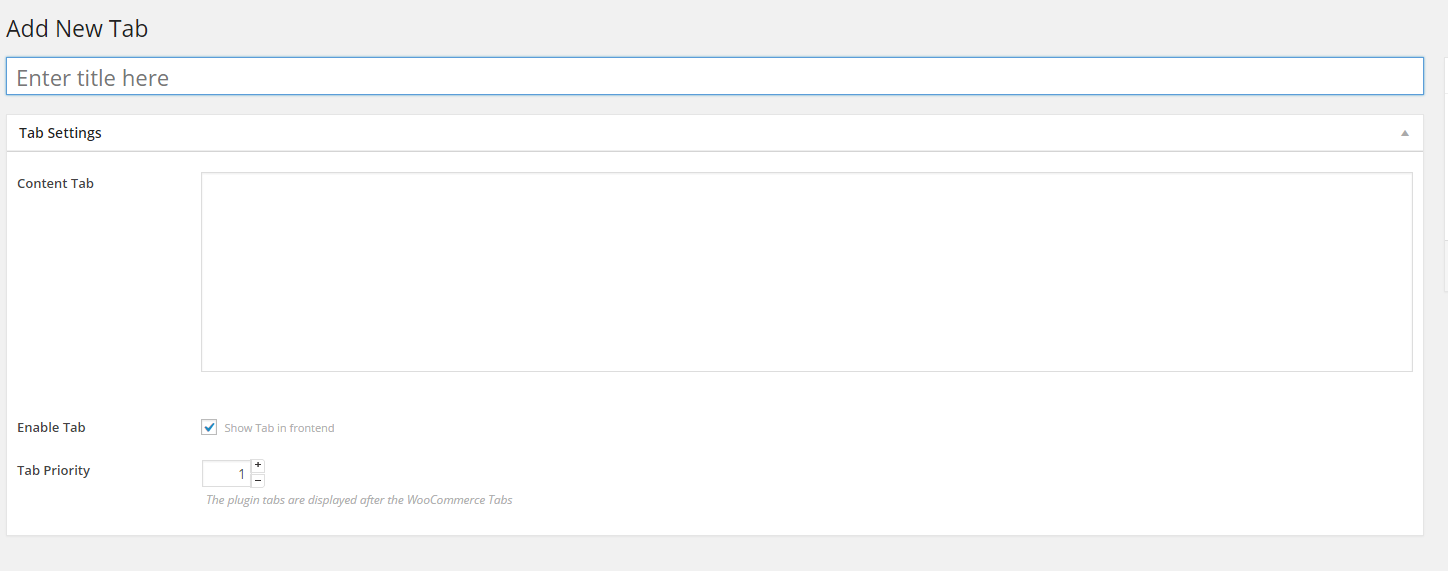 Add New Tab
Enter title here
Tab Settings
Content Tab
Enable Tab
Show Tab in frontend
Tab Priority
1
+
−
The plugin tabs are displayed after the WooCommerce Tabs